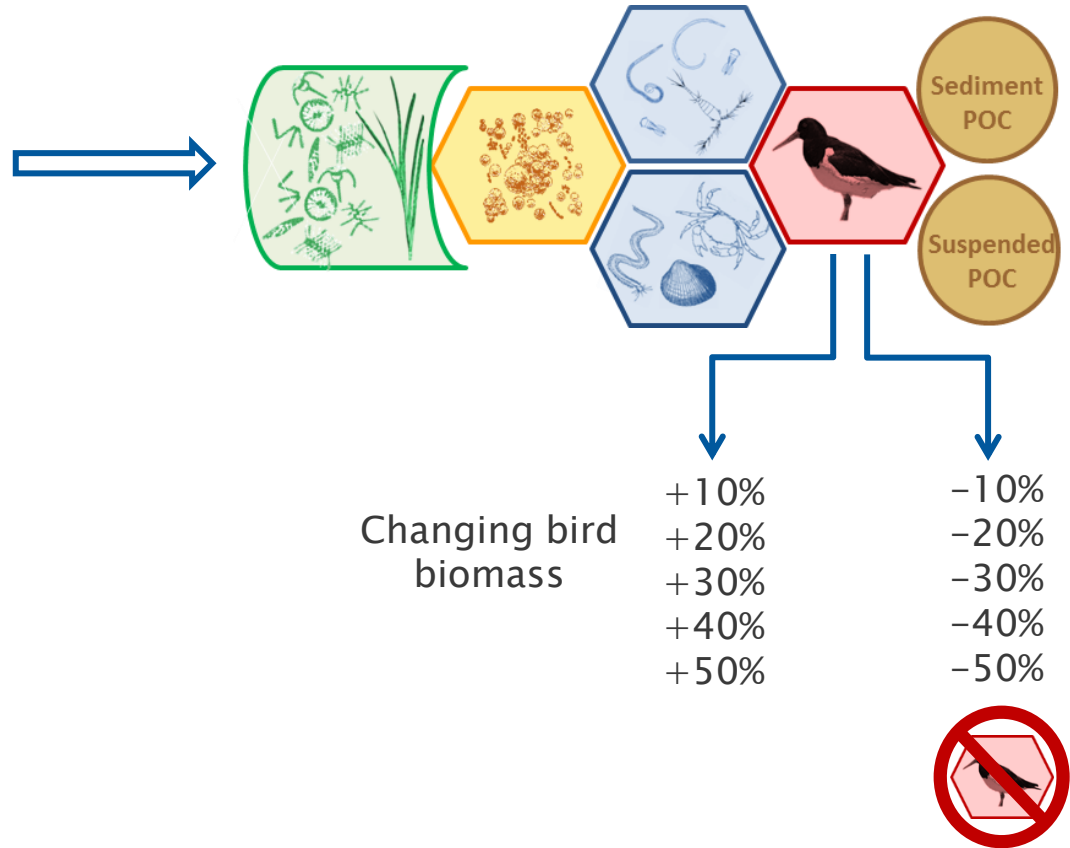 Sediment
POC
Suspended
POC
Changing bird
biomass
+10%
+20%
+30%
+40%
+50%
−10%
−20%
−30%
−40%
−50%